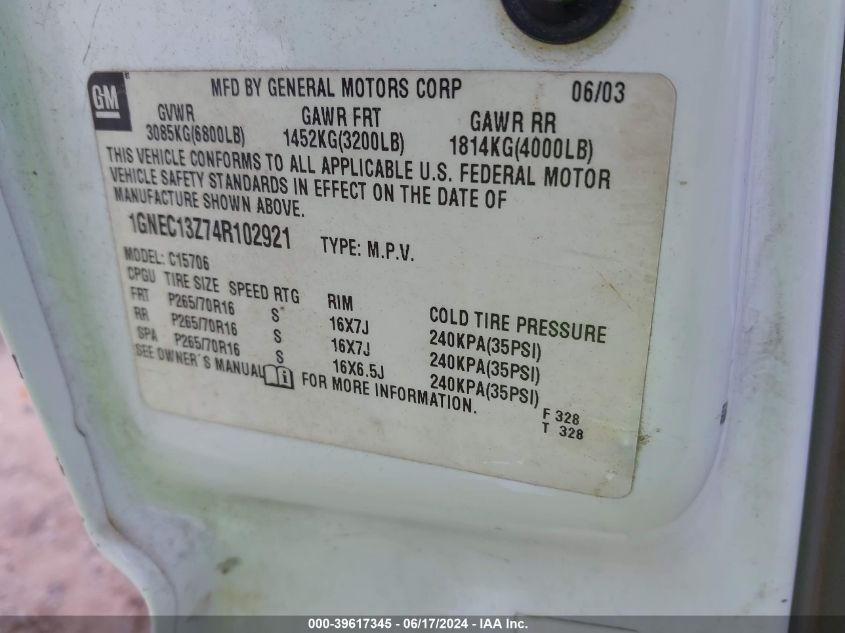 GM
MFD BY GENERAL MOTORS CORP 06/03
GVWR GAWR FRT GAWR RR
3085KG(6800LB) 1452KG(3200LB) 1814KG(4000LB)
THIS VEHICLE CONFORMS TO ALL APPLICABLE U.S. FEDERAL MOTOR
VEHICLE SAFETY STANDARDS IN EFFECT ON THE DATE OF
MANUFACTURE SHOWN ABOVE.
1GNEC13Z74R102921 TYPE: M.P.V.
MODEL: C15706
CPGU TIRE SIZE SPEED RTG RIM COLD TIRE PRESSURE
FRT P265/70R16 S 16X7J 240KPA(35PSI)
RR P265/70R16 S 16X7J 240KPA(35PSI)
SPA P265/70R16 S 16X6.5J 240KPA(35PSI)
SEE OWNER'S MANUAL FOR MORE INFORMATION.
F 328
T 328
000-39617345 - 06/17/2024 - IAA Inc.